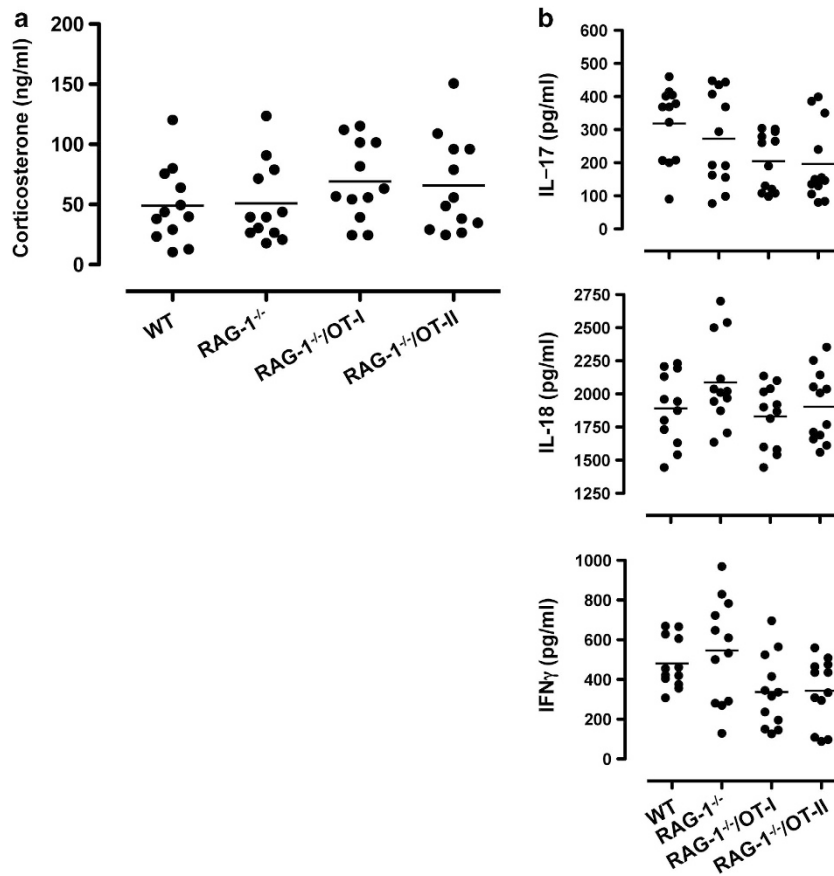 a
Corticosterone (ng/ml)
200
150
100
50
0
WT
RAG-1⁻/⁻
RAG-1⁻/⁻/OT-I
RAG-1⁻/⁻/OT-II
b
IL-17 (pg/ml)
600
500
400
300
200
100
0
IL-18 (pg/ml)
2750
2500
2250
2000
1750
1500
1250
IFNγ (pg/ml)
1000
800
600
400
200
0
WT
RAG-1⁻/⁻
RAG-1⁻/⁻/OT-I
RAG-1⁻/⁻/OT-II